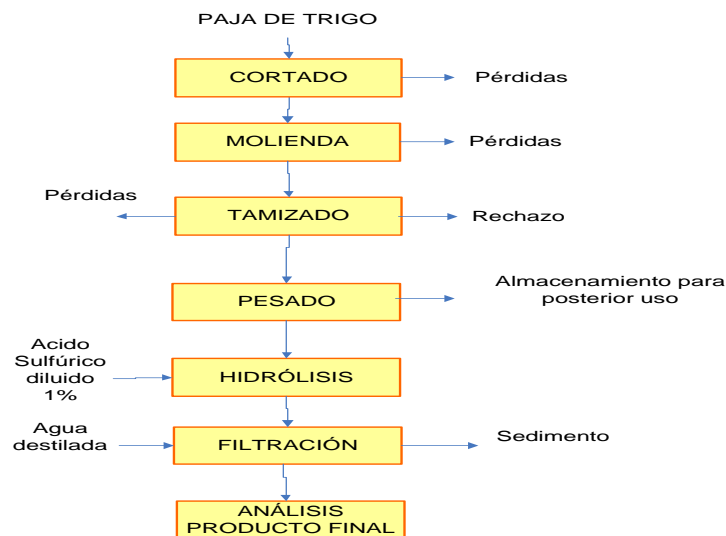 PAJA DE TRIGO
CORTADO
Pérdidas
MOLIENDA
Pérdidas
Pérdidas
TAMIZADO
Rechazo
PESADO
Almacenamiento para
posterior uso
Acido
Sulfúrico
diluido
1%
HIDRÓLISIS
Agua
destilada
FILTRACIÓN
Sedimento
ANÁLISIS
PRODUCTO FINAL